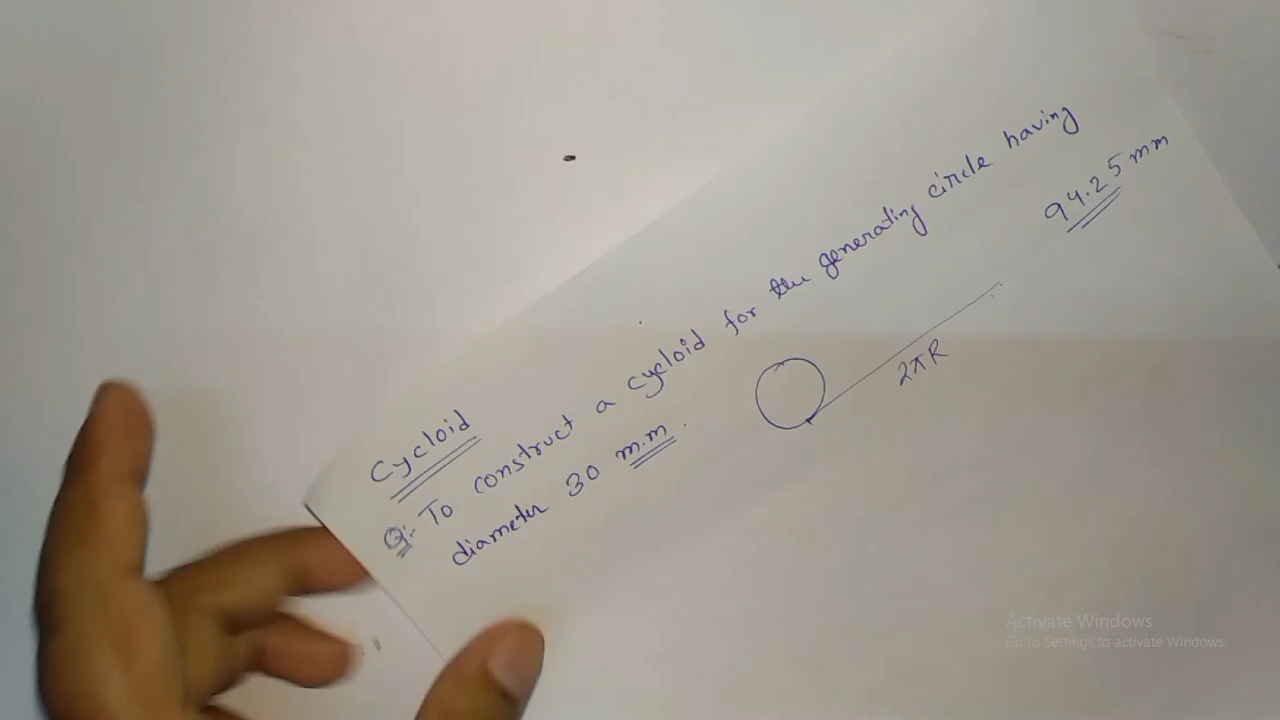 Cycloid
Q:- To construct a cycloid for the generating circle having
diameter 30 m.m.
2πR
94.25 mm
Activate Windows
Go to Settings to activate Windows.